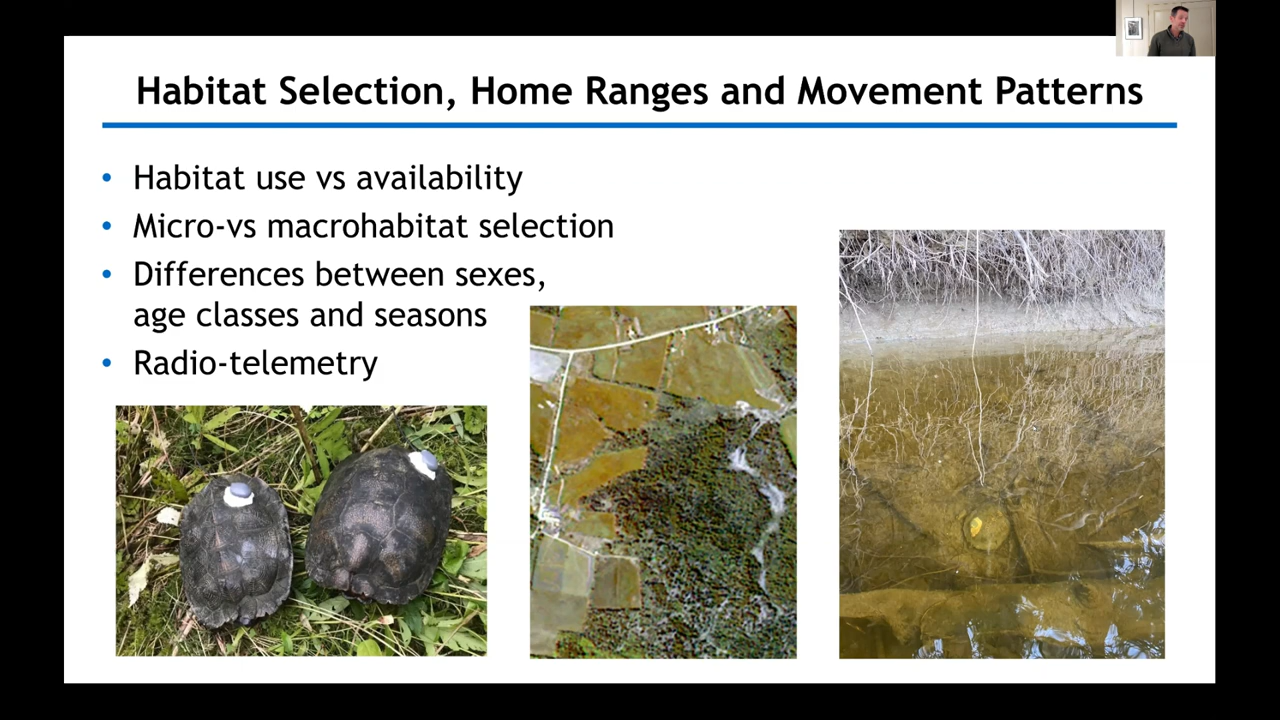 Habitat Selection, Home Ranges and Movement Patterns
• Habitat use vs availability
• Micro-vs macrohabitat selection
• Differences between sexes,
age classes and seasons
• Radio-telemetry